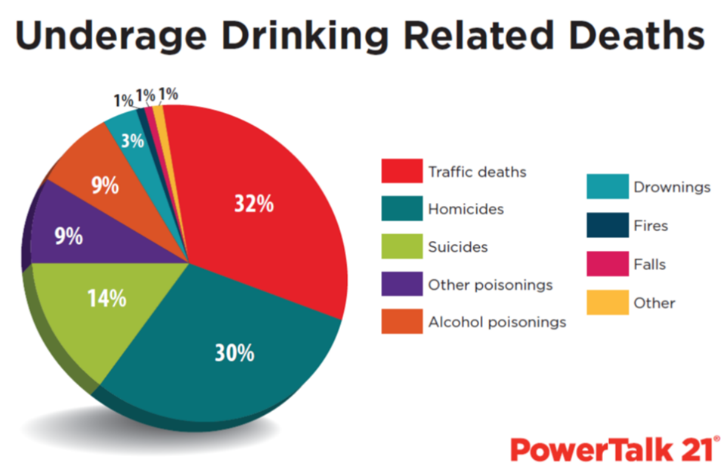 Underage Drinking Related Deaths
1% 1% 1%
3%
9%
9%
14%
32%
30%
Traffic deaths
Homicides
Suicides
Other poisonings
Alcohol poisonings
Drownings
Fires
Falls
Other
PowerTalk 21®